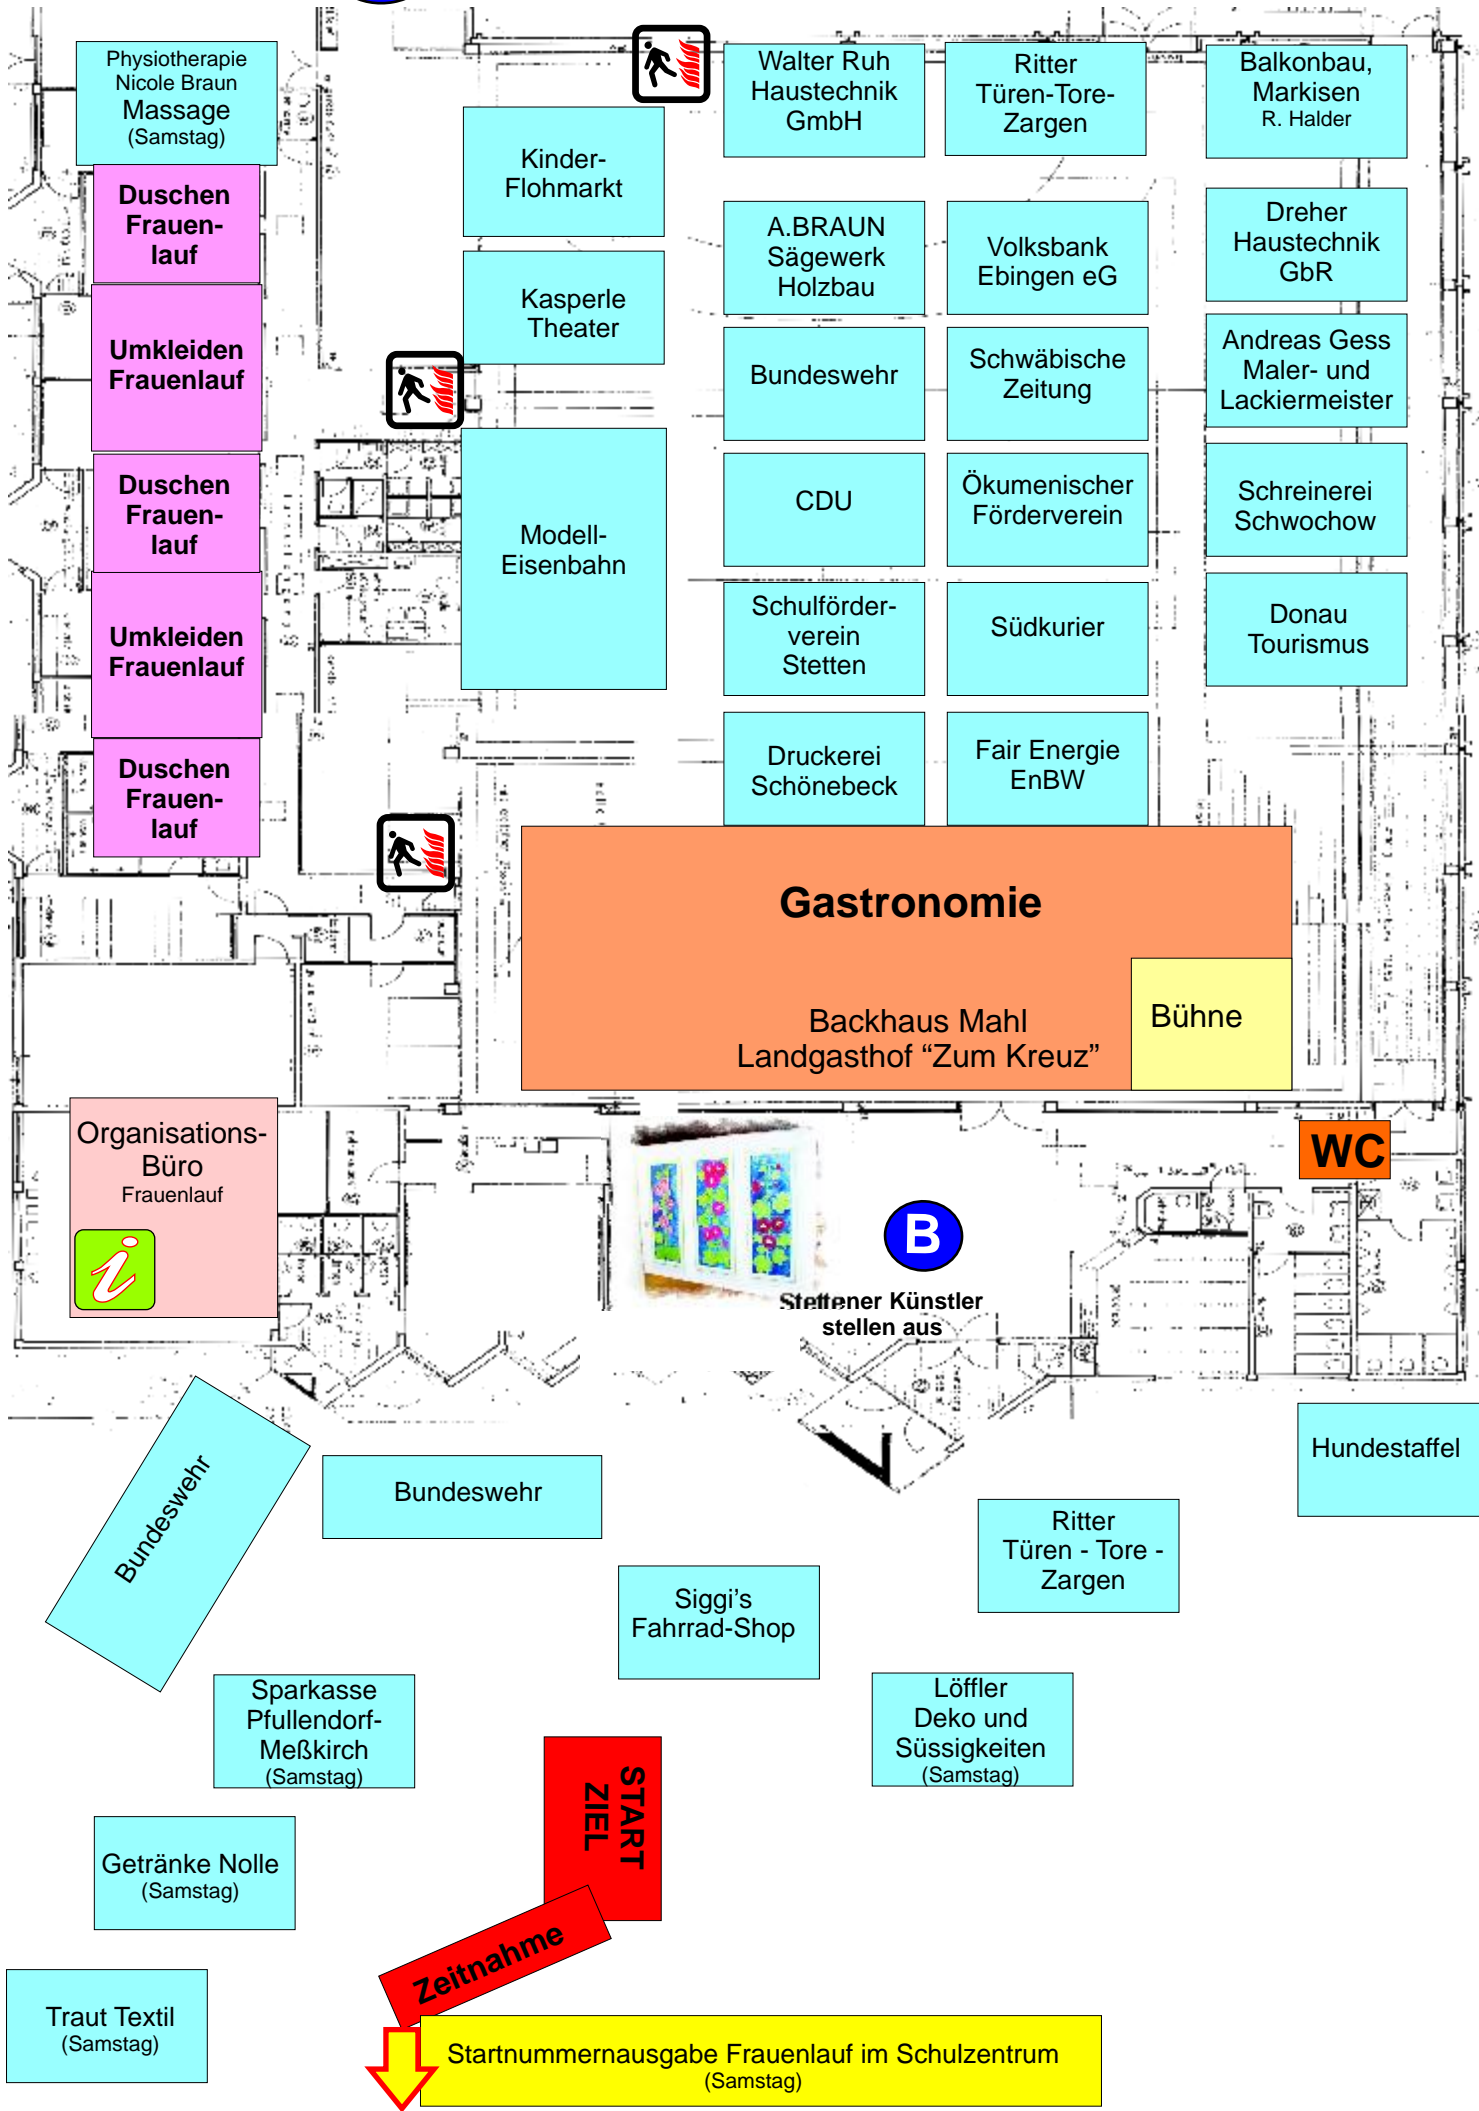 Physiotherapie
Nicole Braun
Massage
(Samstag)
Duschen
Frauen-
lauf
Umkleiden
Frauenlauf
Duschen
Frauen-
lauf
Umkleiden
Frauenlauf
Duschen
Frauen-
lauf
Kinder-
Flohmarkt
Kasperle
Theater
Modell-
Eisenbahn
Walter Ruh
Haustechnik
GmbH
A.BRAUN
Sägewerk
Holzbau
Bundeswehr
CDU
Schulförder-
verein
Stetten
Druckerei
Schönebeck
Ritter
Türen-Tore-
Zargen
Volksbank
Ebingen eG
Schwäbische
Zeitung
Ökumenischer
Förderverein
Südkurier
Fair Energie
EnBW
Balkonbau,
Markisen
R. Halder
Dreher
Haustechnik
GbR
Andreas Gess
Maler- und
Lackiermeister
Schreinerei
Schwochow
Donau
Tourismus
Gastronomie
Backhaus Mahl
Landgasthof “Zum Kreuz”
Bühne
Organisations-
Büro
Frauenlauf
i
WC
B
Stettener Künstler
stellen aus
Bundeswehr
Bundeswehr
Hundestaffel
Ritter
Türen - Tore -
Zargen
Siggi’s
Fahrrad-Shop
Sparkasse
Pfullendorf-
Meßkirch
(Samstag)
Löffler
Deko und
Süssigkeiten
(Samstag)
START
ZIEL
Getränke Nolle
(Samstag)
Zeitnahme
Traut Textil
(Samstag)
Startnummernausgabe Frauenlauf im Schulzentrum
(Samstag)